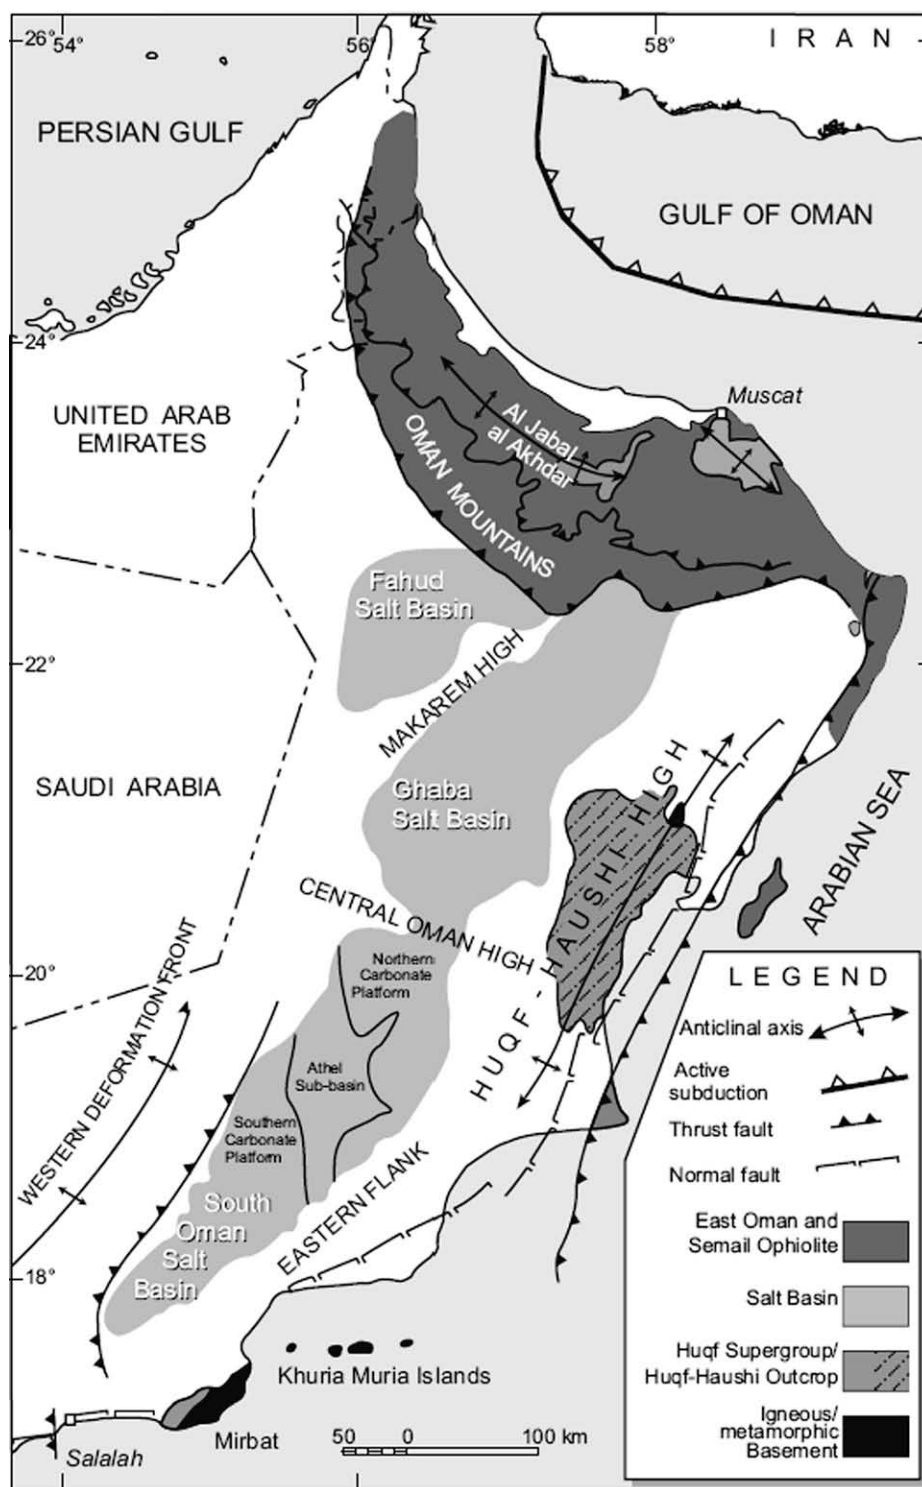 26°
54°
56°
58°
I R A N
PERSIAN GULF
GULF OF OMAN
24°
UNITED ARAB
EMIRATES
Muscat
Al Jabal
al Akhdar
OMAN MOUNTAINS
Fahud
Salt Basin
22°
MAKAREM HIGH
SAUDI ARABIA
Ghaba
Salt Basin
HUQF - HAUSHI HIGH
ARABIAN SEA
CENTRAL OMAN HIGH
20°
WESTERN DEFORMATION FRONT
Northern
Carbonate
Platform
Athel
Sub-basin
Southern
Carbonate
Platform
South
Oman
Salt
Basin
EASTERN FLANK
18°
Khuria Muria Islands
Mirbat
Salalah
50 0 100 km
LEGEND
Anticlinal axis
Active
subduction
Thrust fault
Normal fault
East Oman and
Semail Ophiolite
Salt Basin
Huqf Supergroup/
Huqf-Haushi Outcrop
Igneous/
metamorphic
Basement